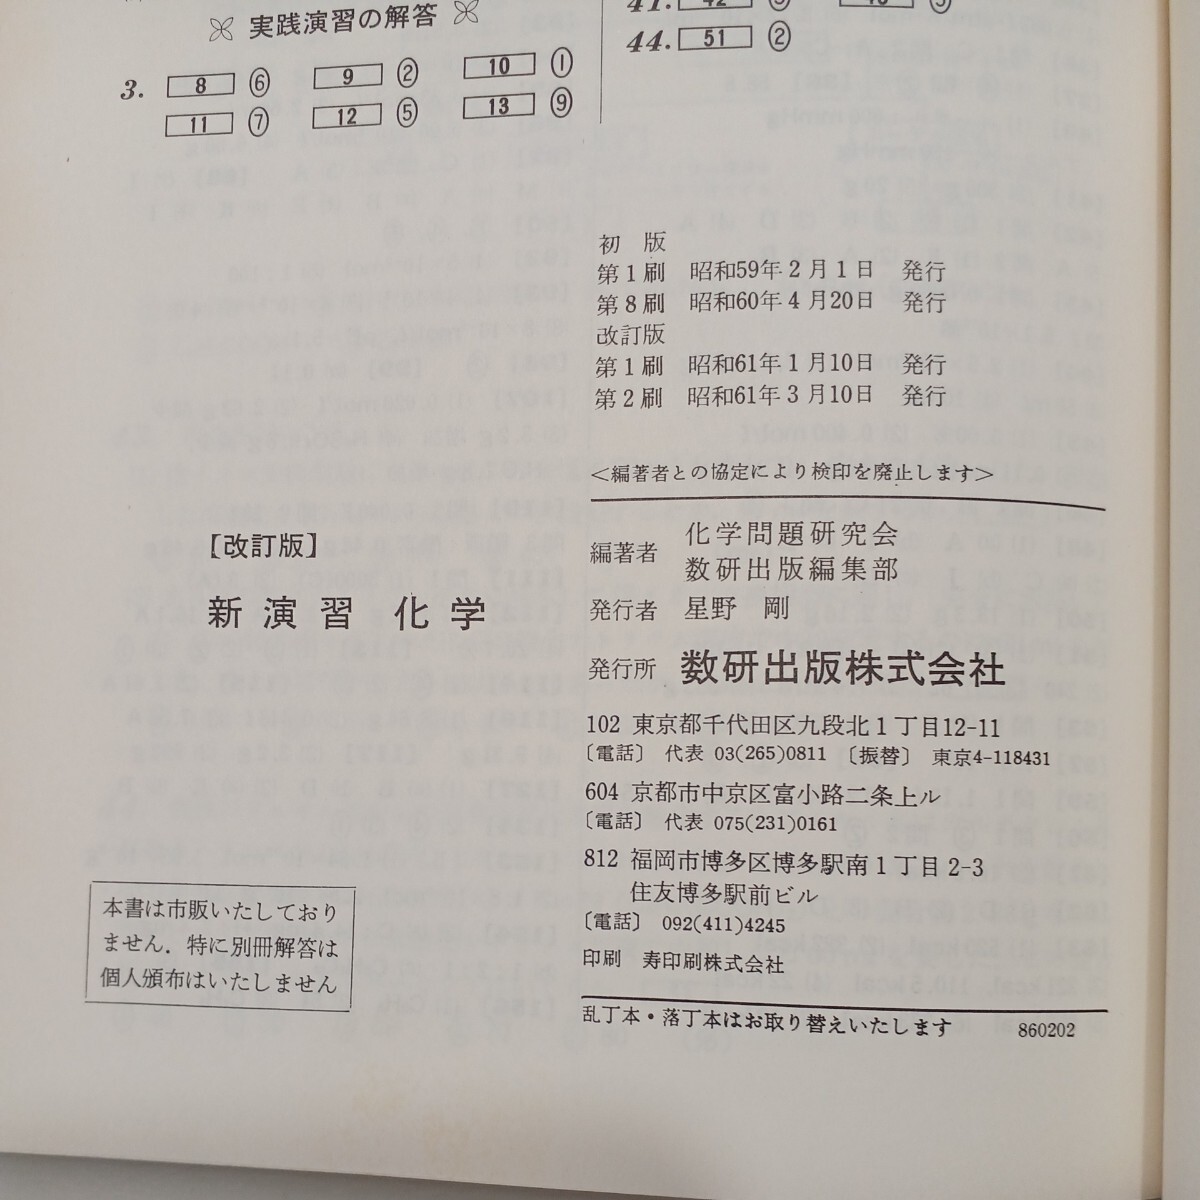 実践演習の解答
3. 8 ⑥ 9 ② 10 ①
11 ⑦ 12 ⑤ 13 ⑨
41. 42
44. 51 ②
初 版
第1刷 昭和59年2月1日 発行
第8刷 昭和60年4月20日 発行
改訂版
第1刷 昭和61年1月10日 発行
第2刷 昭和61年3月10日 発行
<編著者との協定により検印を廃止します>
【改訂版】
新演習 化学
編著者 化学問題研究会
数研出版編集部
発行者 星野 剛
発行所 数研出版株式会社
102 東京都千代田区九段北1丁目12-11
〔電話〕 代表 03(265)0811 〔振替〕 東京4-118431
604 京都市中京区富小路二条上ル
〔電話〕 代表 075(231)0161
812 福岡市博多区博多駅南1丁目2-3
住友博多駅前ビル
〔電話〕 092(411)4245
印刷 寿印刷株式会社
乱丁本・落丁本はお取り替えいたします 860202
本書は市販いたしており
ません．特に別冊解答は
個人頒布はいたしません